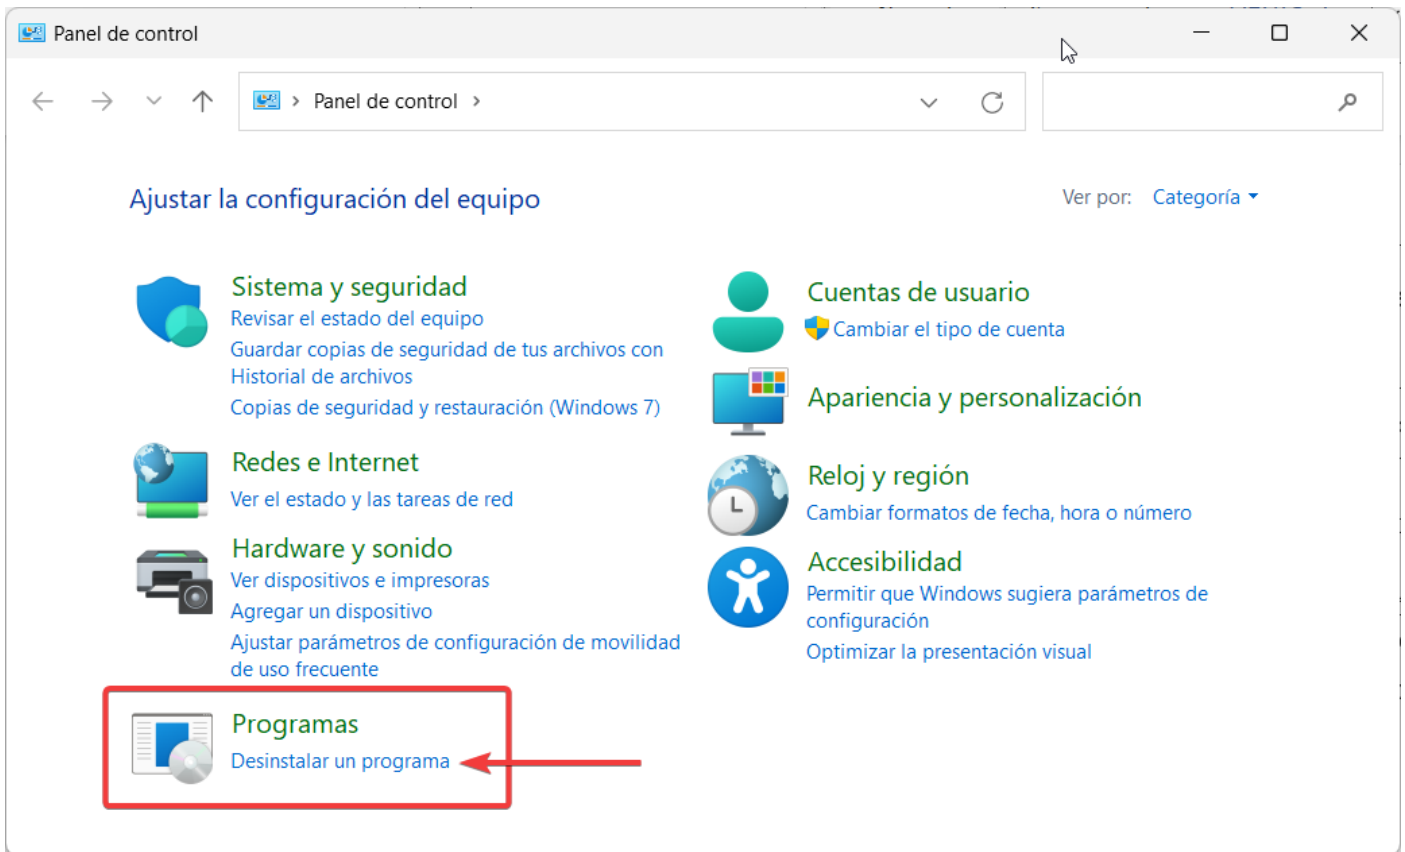 Panel de control
Panel de control
Ajustar la configuración del equipo
Ver por: Categoría
Sistema y seguridad
Revisar el estado del equipo
Guardar copias de seguridad de tus archivos con
Historial de archivos
Copias de seguridad y restauración (Windows 7)
Redes e Internet
Ver el estado y las tareas de red
Hardware y sonido
Ver dispositivos e impresoras
Agregar un dispositivo
Ajustar parámetros de configuración de movilidad
de uso frecuente
Programas
Desinstalar un programa
Cuentas de usuario
Cambiar el tipo de cuenta
Apariencia y personalización
Reloj y región
Cambiar formatos de fecha, hora o número
Accesibilidad
Permitir que Windows sugiera parámetros de
configuración
Optimizar la presentación visual